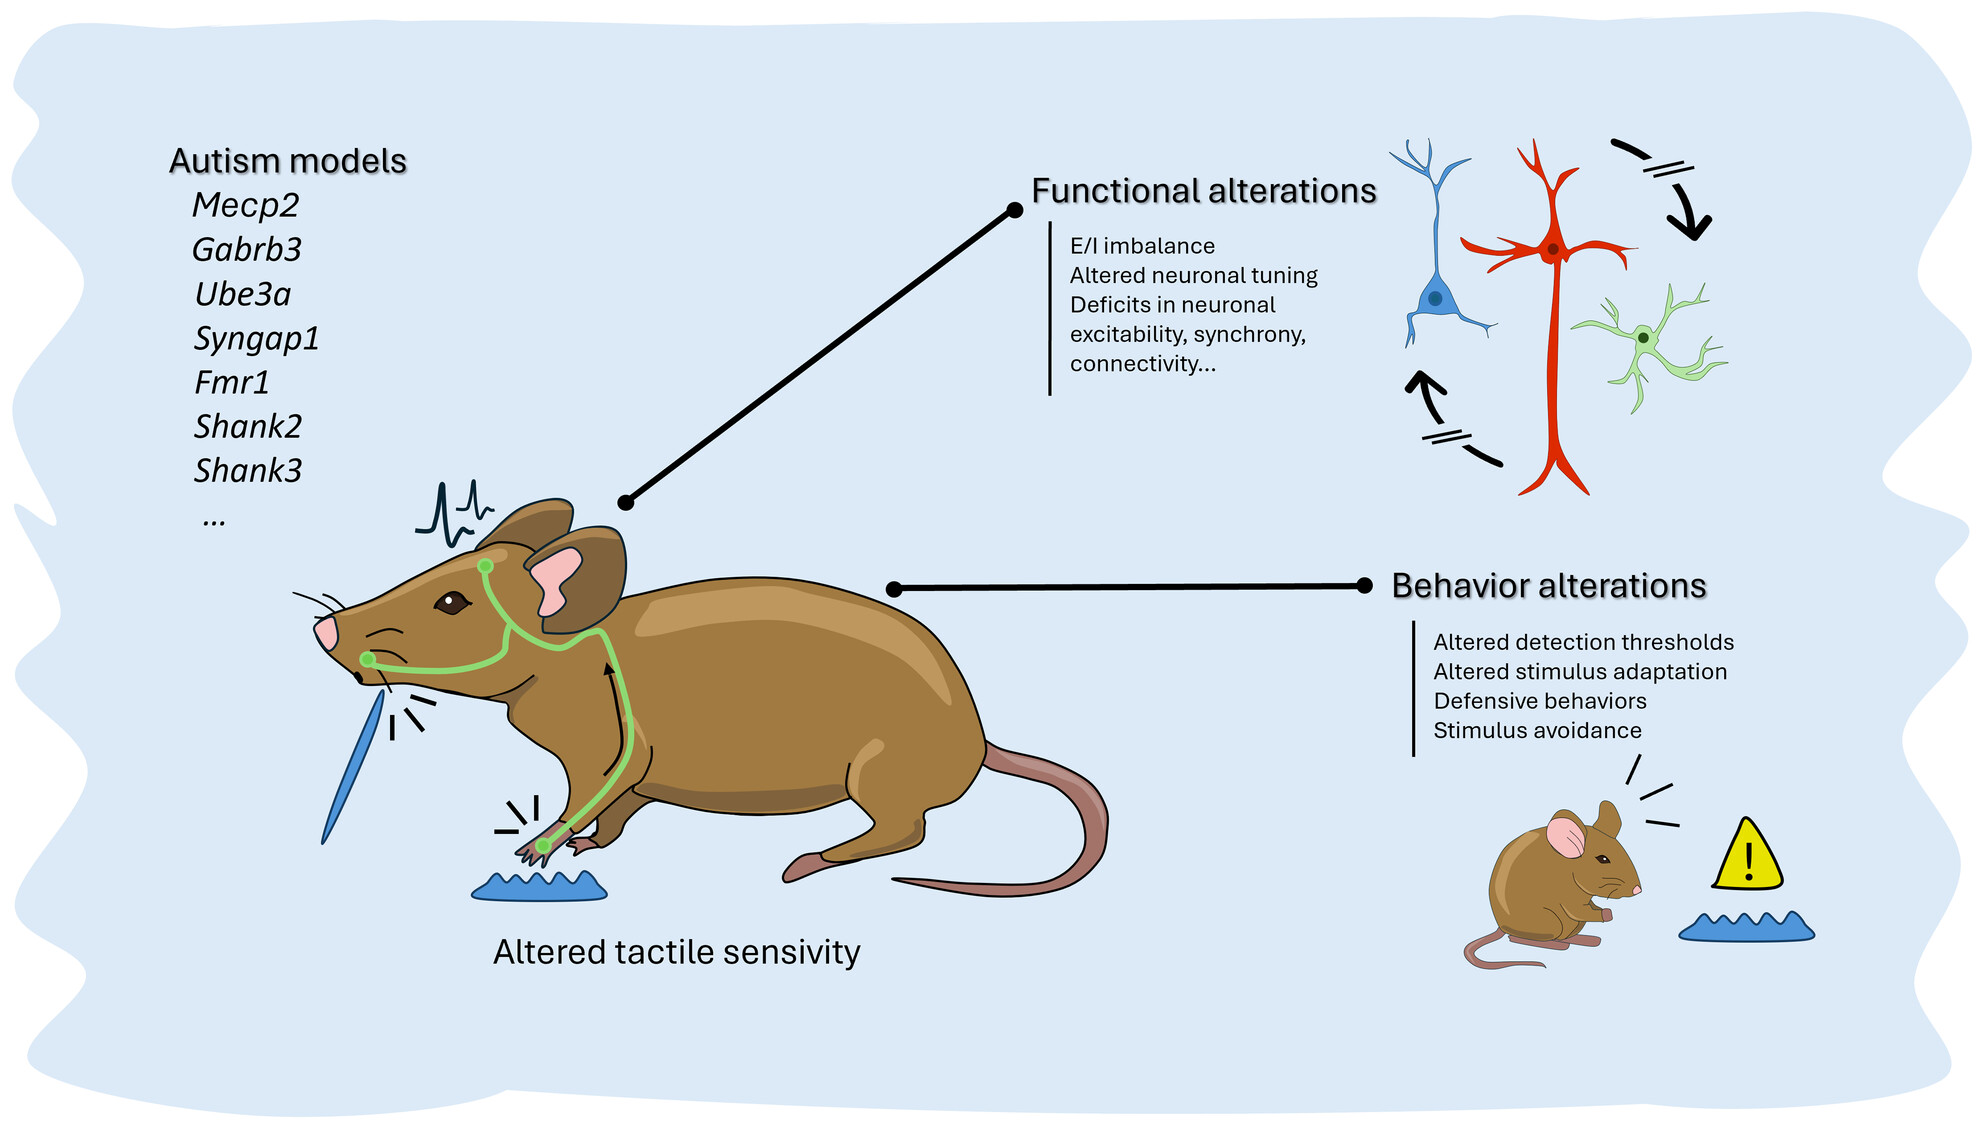 Autism models
Mecp2
Gabrb3
Ube3a
Syngap1
Fmr1
Shank2
Shank3
...
Functional alterations
E/I imbalance
Altered neuronal tuning
Deficits in neuronal
excitability, synchrony,
connectivity...
Behavior alterations
Altered detection thresholds
Altered stimulus adaptation
Defensive behaviors
Stimulus avoidance
!
Altered tactile sensivity